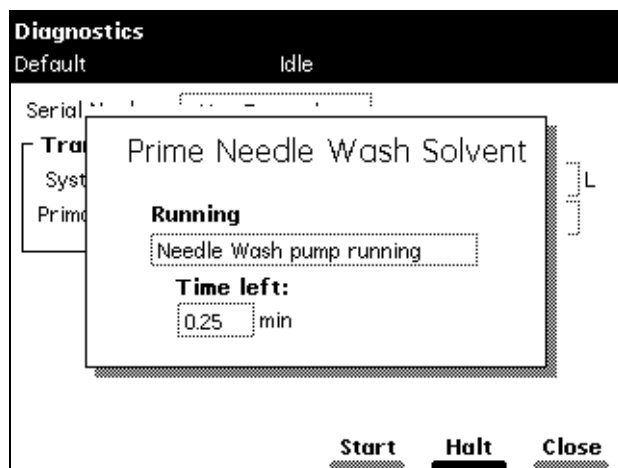 Diagnostics
Default Idle
Serial
Prime Needle Wash Solvent
L
Running
Needle Wash pump running
Time left:
0.25 min
Start Halt Close